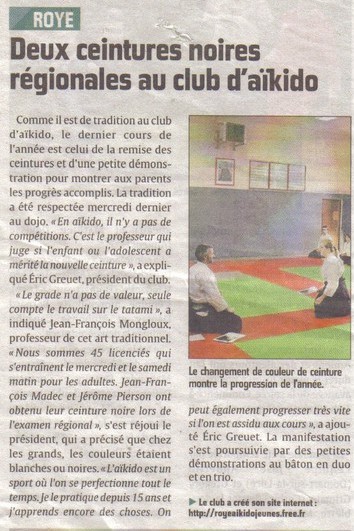 ROYE
Deux ceintures noires
régionales au club d'aïkido
Comme il est de tradition au club
d'aïkido, le dernier cours de
l'année est celui de la remise des
ceintures et d'une petite démons-
tration pour montrer aux parents
les progrès accomplis. La tradition
a été respectée mercredi dernier
au dojo. « En aïkido, il n'y a pas de
compétitions. C'est le professeur qui
juge si l'enfant ou l'adolescent a
mérité la nouvelle ceinture », a expli-
qué Éric Greuet, président du club.
« Le grade n'a pas de valeur, seule
compte le travail sur le tatami », a
indiqué Jean-François Mongloux,
professeur de cet art traditionnel.
« Nous sommes 45 licenciés qui
s'entraînent le mercredi et le samedi
matin pour les adultes. Jean-Fran-
çois Madec et Jérôme Pierson ont
obtenu leur ceinture noire lors de
l'examen régional », s'est réjoui le
président, qui a précisé que chez
les grands, les couleurs étaient
blanches ou noires. « L'aïkido est un
sport où l'on se perfectionne tout le
temps. Je le pratique depuis 15 ans et
j'apprends encore des choses. On
Le changement de couleur de ceinture
montre la progression de l'année.
peut également progresser très vite
si l'on est assidu aux cours », a ajou-
té Éric Greuet. La manifestation
s'est poursuivie par des petites
démonstrations au bâton en duo
et en trio.
► Le club a créé son site internet :
http://royeaikidojeunes.free.fr/